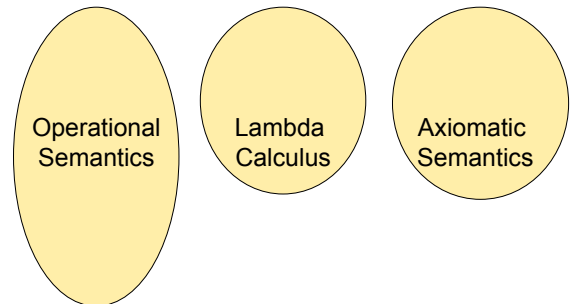 Operational
Semantics
Lambda
Calculus
Axiomatic
Semantics